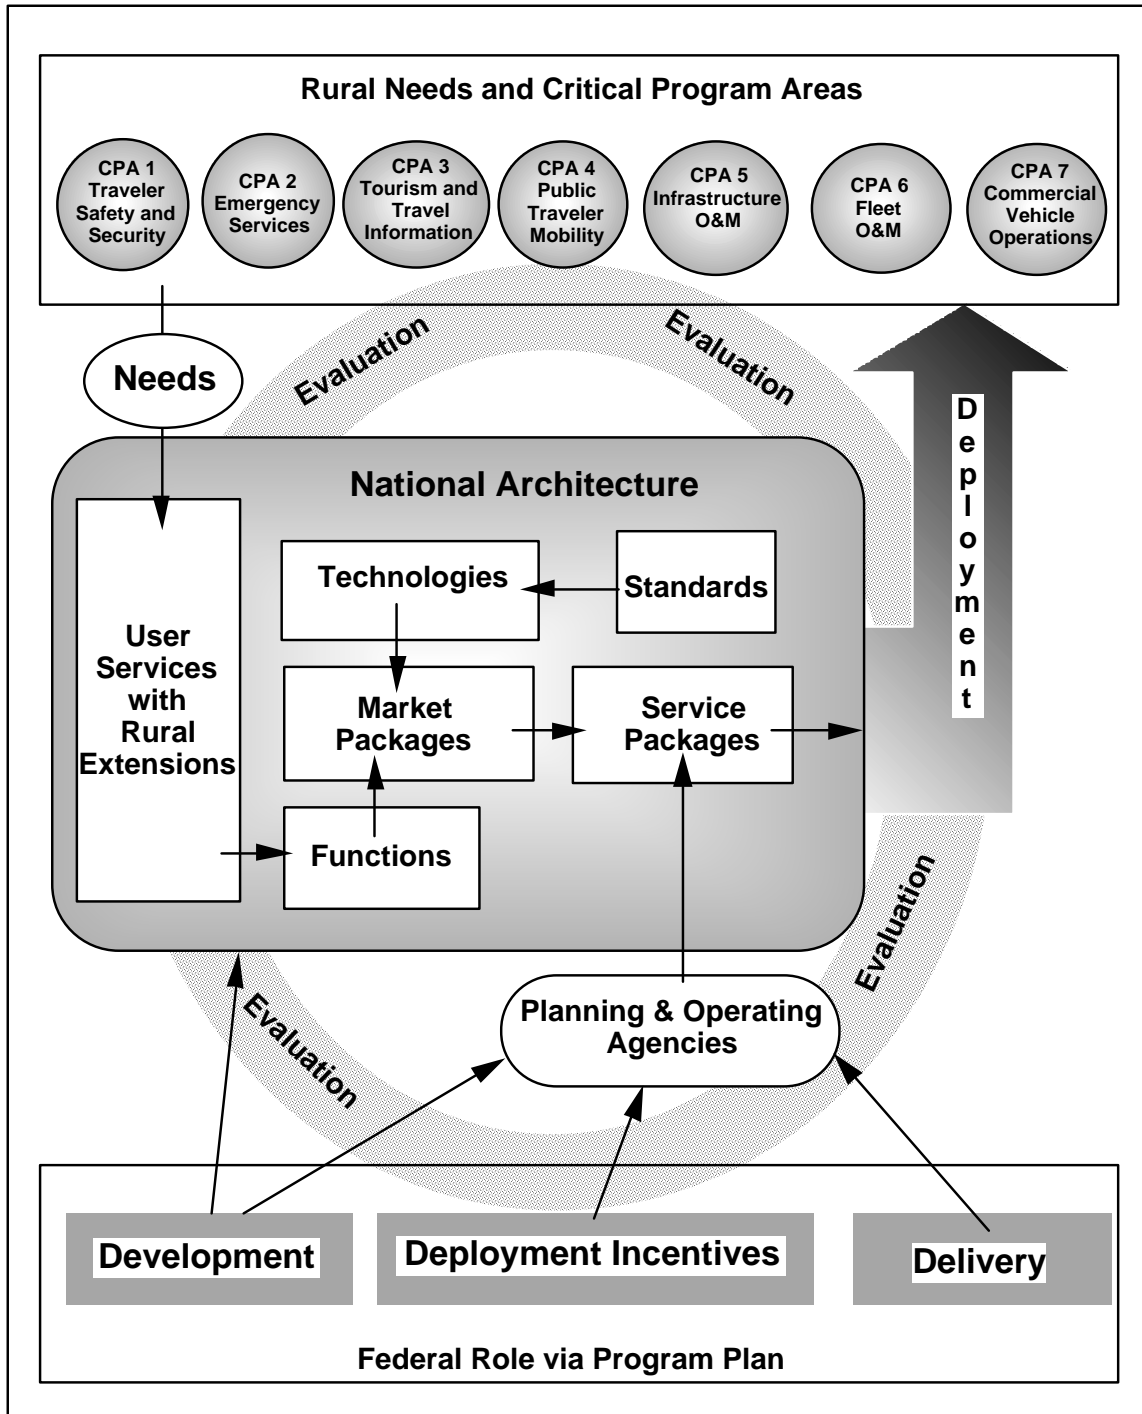 Rural Needs and Critical Program Areas
CPA 1
Traveler
Safety and
Security
CPA 2
Emergency
Services
CPA 3
Tourism and
Travel
Information
CPA 4
Public
Traveler
Mobility
CPA 5
Infrastructure
O&M
CPA 6
Fleet
O&M
CPA 7
Commercial
Vehicle
Operations
Needs
Evaluation
Evaluation
Deployment
National Architecture
User
Services
with
Rural
Extensions
Technologies
Standards
Market
Packages
Service
Packages
Functions
Evaluation
Evaluation
Planning & Operating
Agencies
Development
Deployment Incentives
Delivery
Federal Role via Program Plan